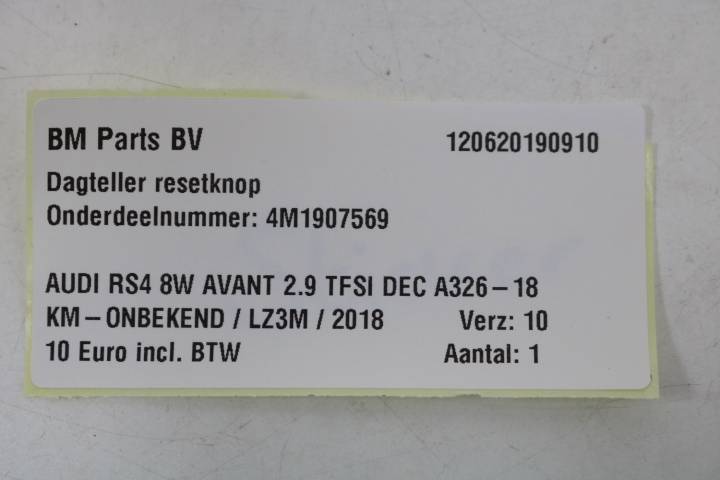 BM Parts BV 120620190910
Dagteller resetknop
Onderdeelnummer: 4M1907569
AUDI RS4 8W AVANT 2.9 TFSI DEC A326-18
KM-ONBEKEND / LZ3M / 2018 Verz: 10
10 Euro incl. BTW Aantal: 1